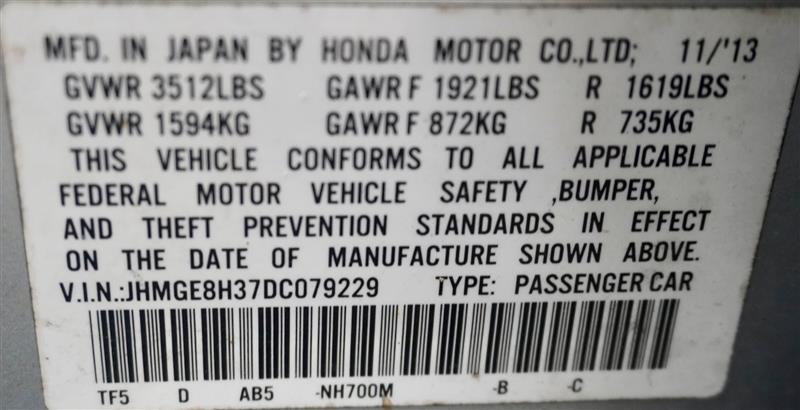 MFD. IN JAPAN BY HONDA MOTOR CO.,LTD; 11/'13
GVWR 3512LBS GAWR F 1921LBS R 1619LBS
GVWR 1594KG GAWR F 872KG R 735KG
THIS VEHICLE CONFORMS TO ALL APPLICABLE
FEDERAL MOTOR VEHICLE SAFETY ,BUMPER,
AND THEFT PREVENTION STANDARDS IN EFFECT
ON THE DATE OF MANUFACTURE SHOWN ABOVE.
V.I.N.:JHMGE8H37DC079229 TYPE: PASSENGER CAR
TF5 D AB5 -NH700M -B -C